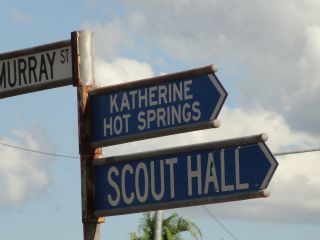 MURRAY ST
KATHERINE
HOT SPRINGS
SCOUT HALL